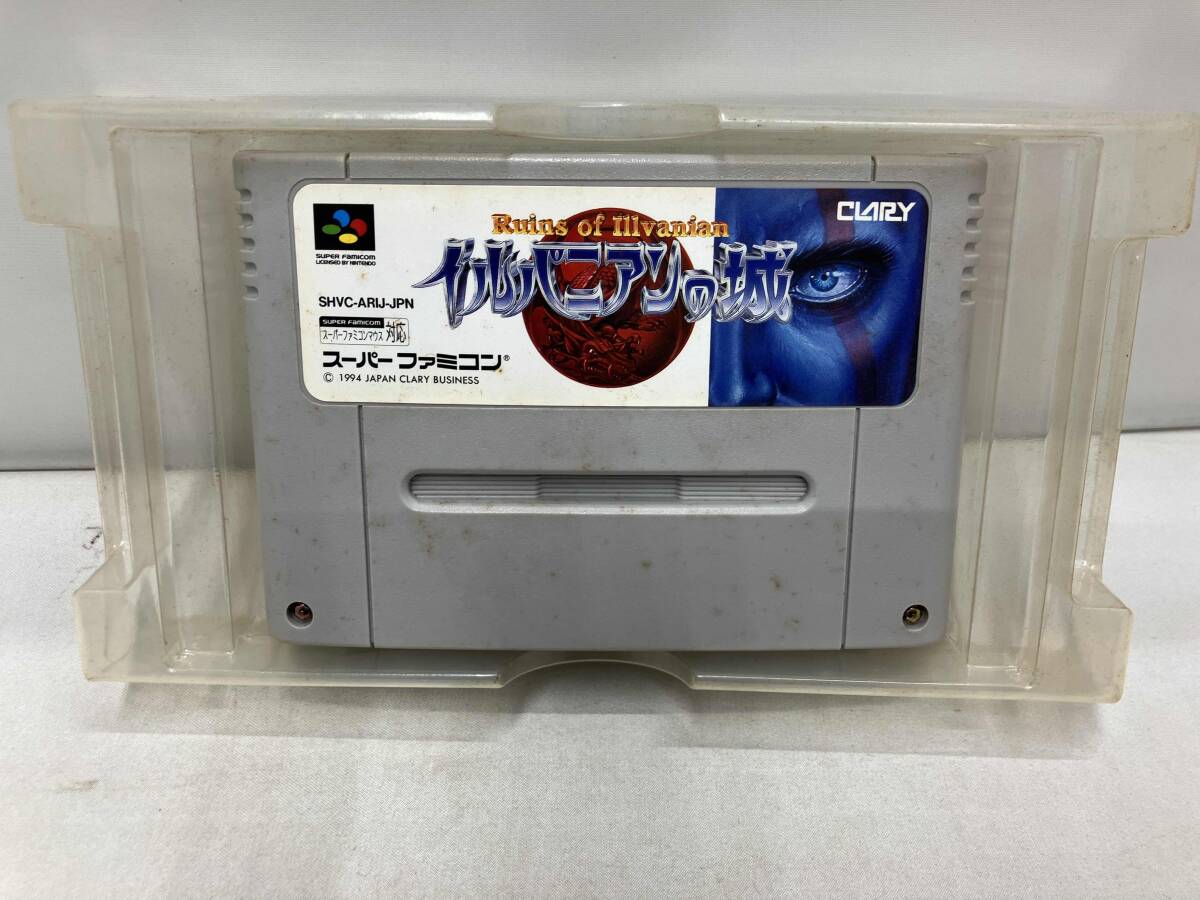 Ruins of Illvanian
イルバニアンの城
CLARY
SUPER FAMICOM
LICENSED BY NINTENDO
SHVC-ARIJ-JPN
SUPER FAMICOM
スーパーファミコンマウス 対応
スーパーファミコン®
© 1994 JAPAN CLARY BUSINESS